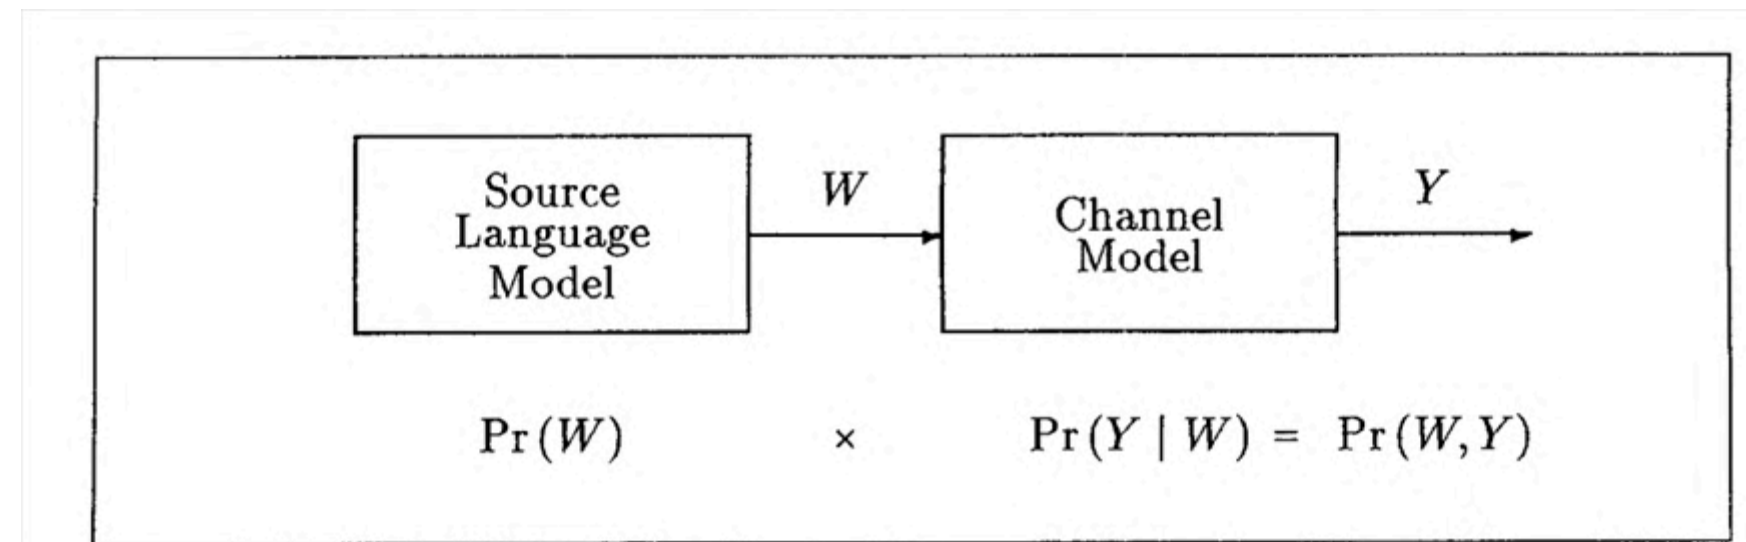 Source
Language
Model
W
Channel
Model
Y
Pr (W) × Pr (Y | W) = Pr (W, Y)